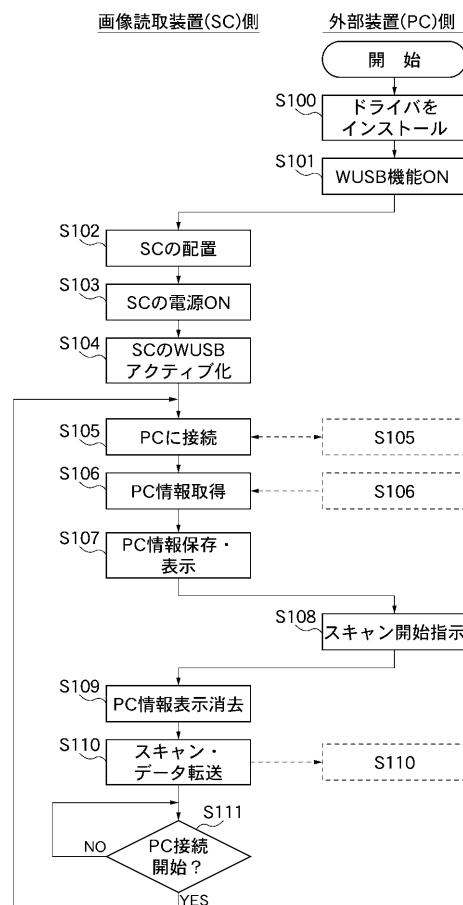 画像読取装置(SC)側
外部装置(PC)側
開 始
S100
ドライバを
インストール
S101
WUSB機能ON
S102
SCの配置
S103
SCの電源ON
S104
SCのWUSB
アクティブ化
S105
PCに接続
S105
S106
PC情報取得
S106
S107
PC情報保存・
表示
S108
スキャン開始指示
S109
PC情報表示消去
S110
スキャン・
データ転送
S110
S111
PC接続
開始?
NO
YES